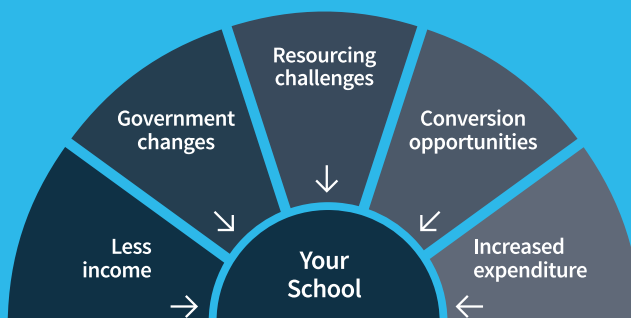 Less
income
Government
changes
Resourcing
challenges
Conversion
opportunities
Increased
expenditure
Your
School